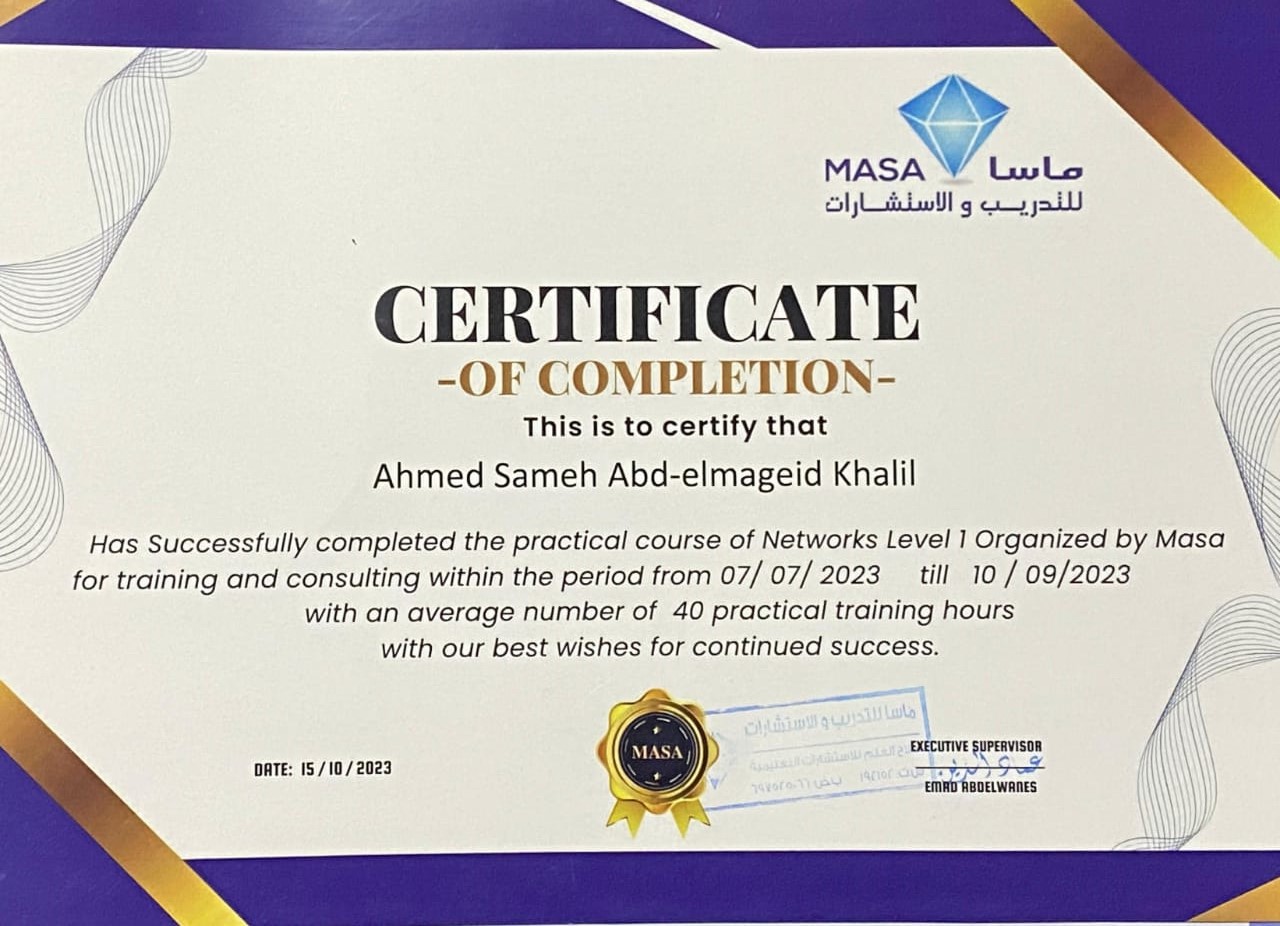 MASA ماسا
للتدريب و الاستشارات
CERTIFICATE
-OF COMPLETION-
This is to certify that
Ahmed Sameh Abd-elmageid Khalil
Has Successfully completed the practical course of Networks Level 1 Organized by Masa
for training and consulting within the period from 07/ 07/ 2023 till 10 / 09/2023
with an average number of 40 practical training hours
with our best wishes for continued success.
MASA
ماسا للتدريب و الاستشارات
DATE: 15/10/2023
EXECUTIVE SUPERVISOR
عماد الدين
EMAD ABDELWANES